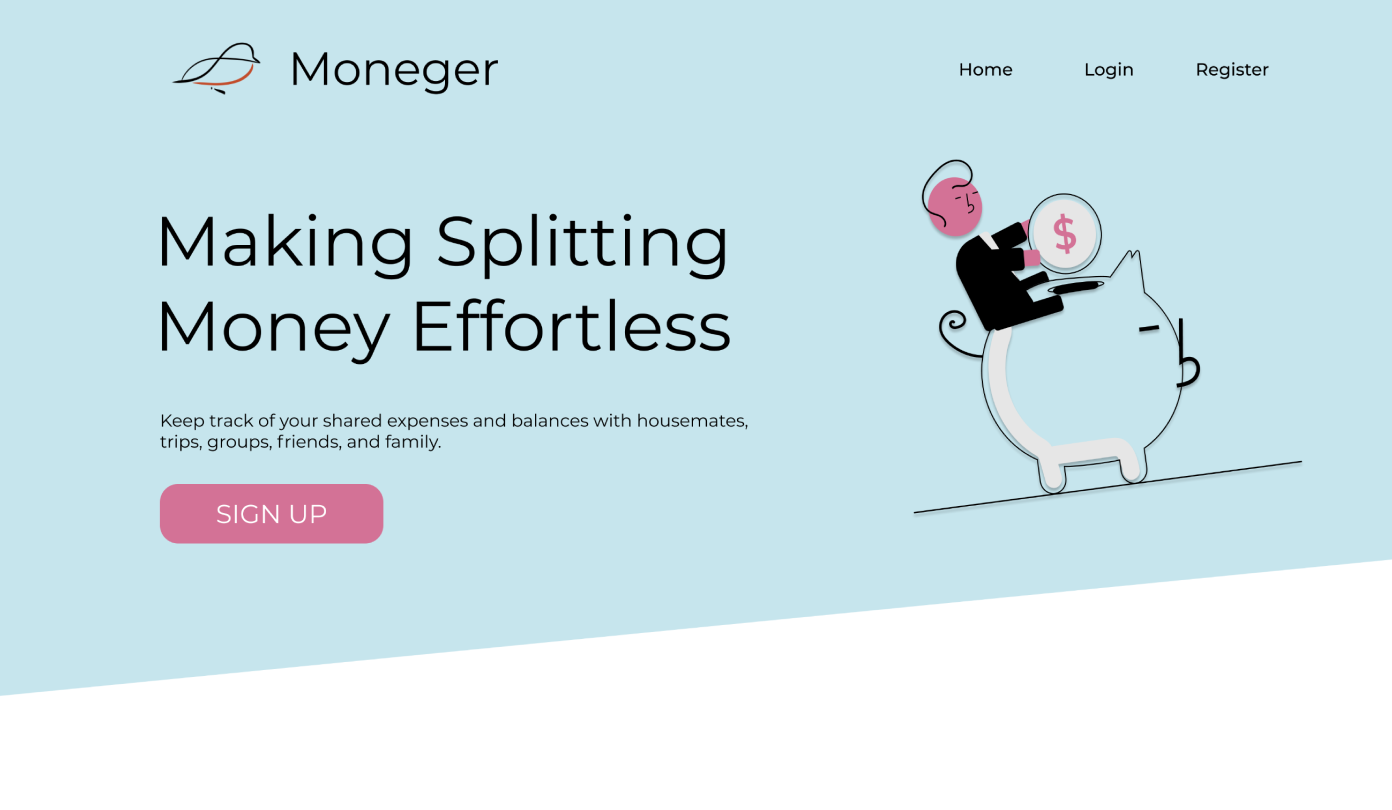 Moneger
Home
Login
Register
Making Splitting
Money Effortless
$
Keep track of your shared expenses and balances with housemates,
trips, groups, friends, and family.
SIGN UP